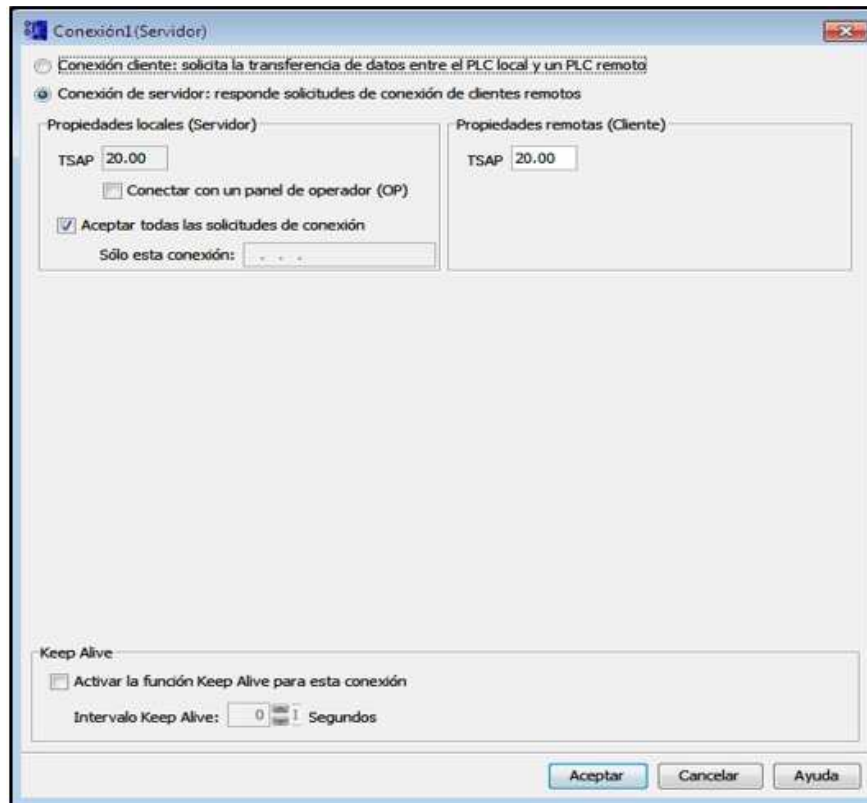 Conexión1(Servidor)
Conexión cliente: solicita la transferencia de datos entre el PLC local y un PLC remoto
Conexión de servidor: responde solicitudes de conexión de clientes remotos
Propiedades locales (Servidor)
TSAP 20.00
Conectar con un panel de operador (OP)
Aceptar todas las solicitudes de conexión
Sólo esta conexión: . . .
Propiedades remotas (Cliente)
TSAP 20.00
Keep Alive
Activar la función Keep Alive para esta conexión
Intervalo Keep Alive: 0 Segundos
Aceptar Cancelar Ayuda